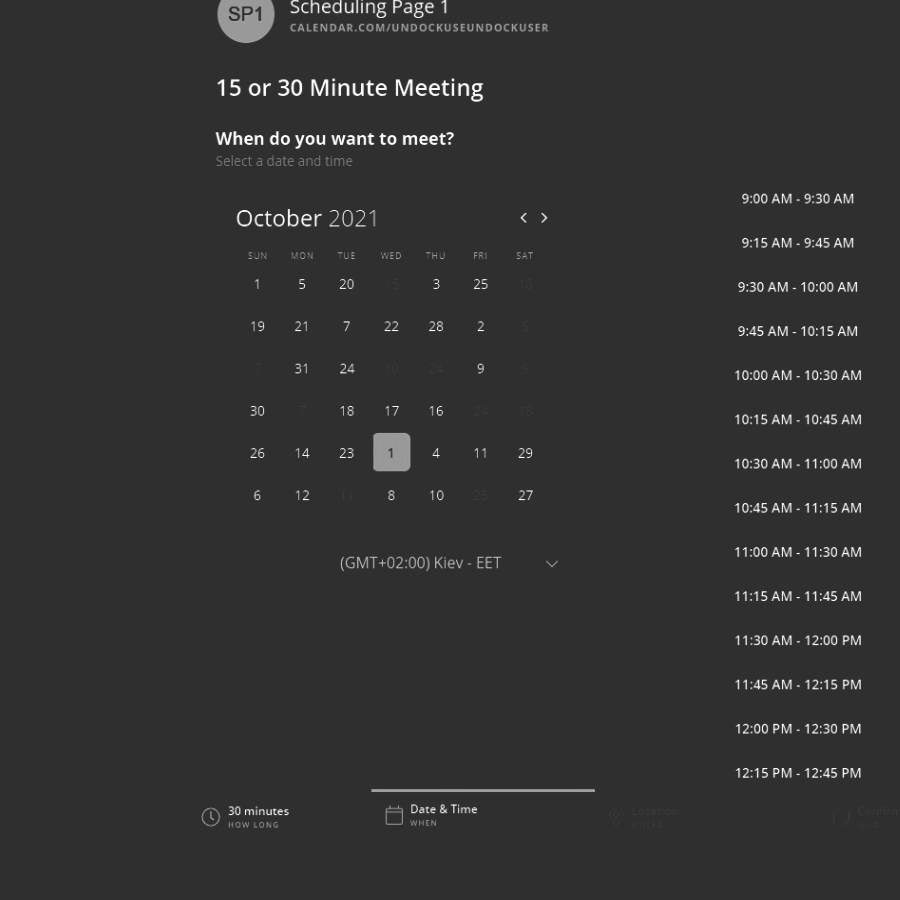 SP1
Scheduling Page 1
CALENDAR.COM/UNDOCKUSEUNDOCKUSER
15 or 30 Minute Meeting
When do you want to meet?
Select a date and time
October 2021
SUN MON TUE WED THU FRI SAT
1 5 20 15 3 25
19 21 7 22 28 2 5
7 31 24 10 24 9
30 7 18 17 16 24 18
26 14 23 1 4 11 29
6 12 11 8 10 25 27
(GMT+02:00) Kiev - EET
9:00 AM - 9:30 AM
9:15 AM - 9:45 AM
9:30 AM - 10:00 AM
9:45 AM - 10:15 AM
10:00 AM - 10:30 AM
10:15 AM - 10:45 AM
10:30 AM - 11:00 AM
10:45 AM - 11:15 AM
11:00 AM - 11:30 AM
11:15 AM - 11:45 AM
11:30 AM - 12:00 PM
11:45 AM - 12:15 PM
12:00 PM - 12:30 PM
12:15 PM - 12:45 PM
30 minutes
HOW LONG
Date & Time
WHEN
Location
WHERE
Confirm